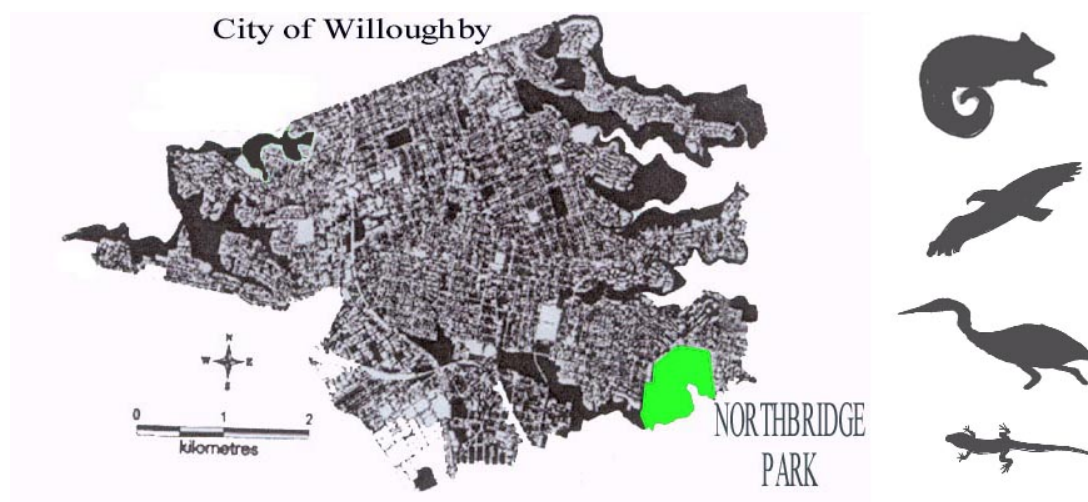 City of Willoughby
N
W E
S
0 1 2
kilometres
NORTHBRIDGE
PARK